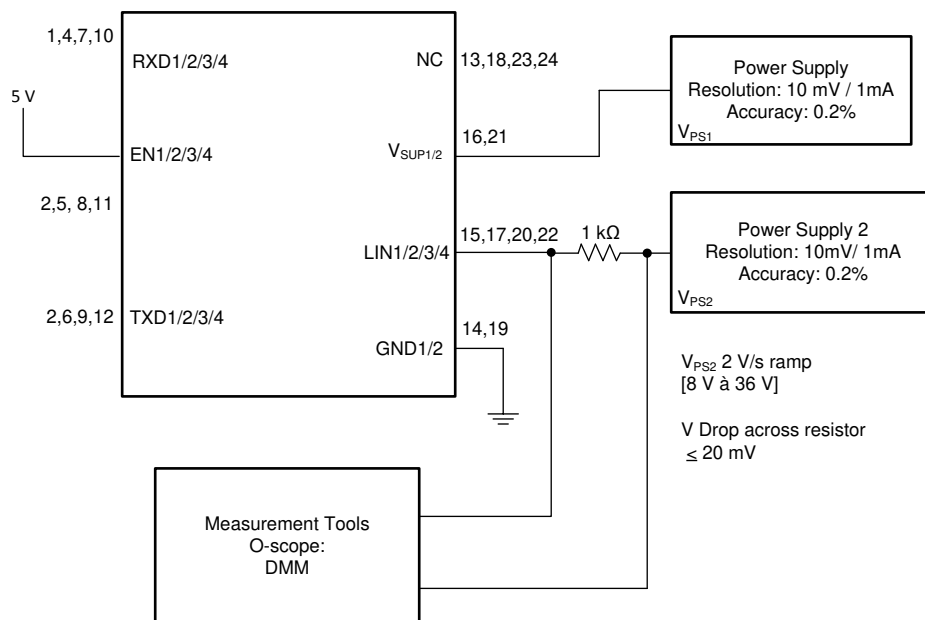 1,4,7,10
RXD1/2/3/4
NC
13,18,23,24
5 V
EN1/2/3/4
16,21
VSUP1/2
2,5, 8,11
15,17,20,22
1 kΩ
LIN1/2/3/4
2,6,9,12
TXD1/2/3/4
14,19
GND1/2
Power Supply
Resolution: 10 mV / 1mA
Accuracy: 0.2%
VPS1
Power Supply 2
Resolution: 10mV/ 1mA
Accuracy: 0.2%
VPS2
VPS2 2 V/s ramp
[8 V à 36 V]
V Drop across resistor
≤ 20 mV
Measurement Tools
O-scope:
DMM